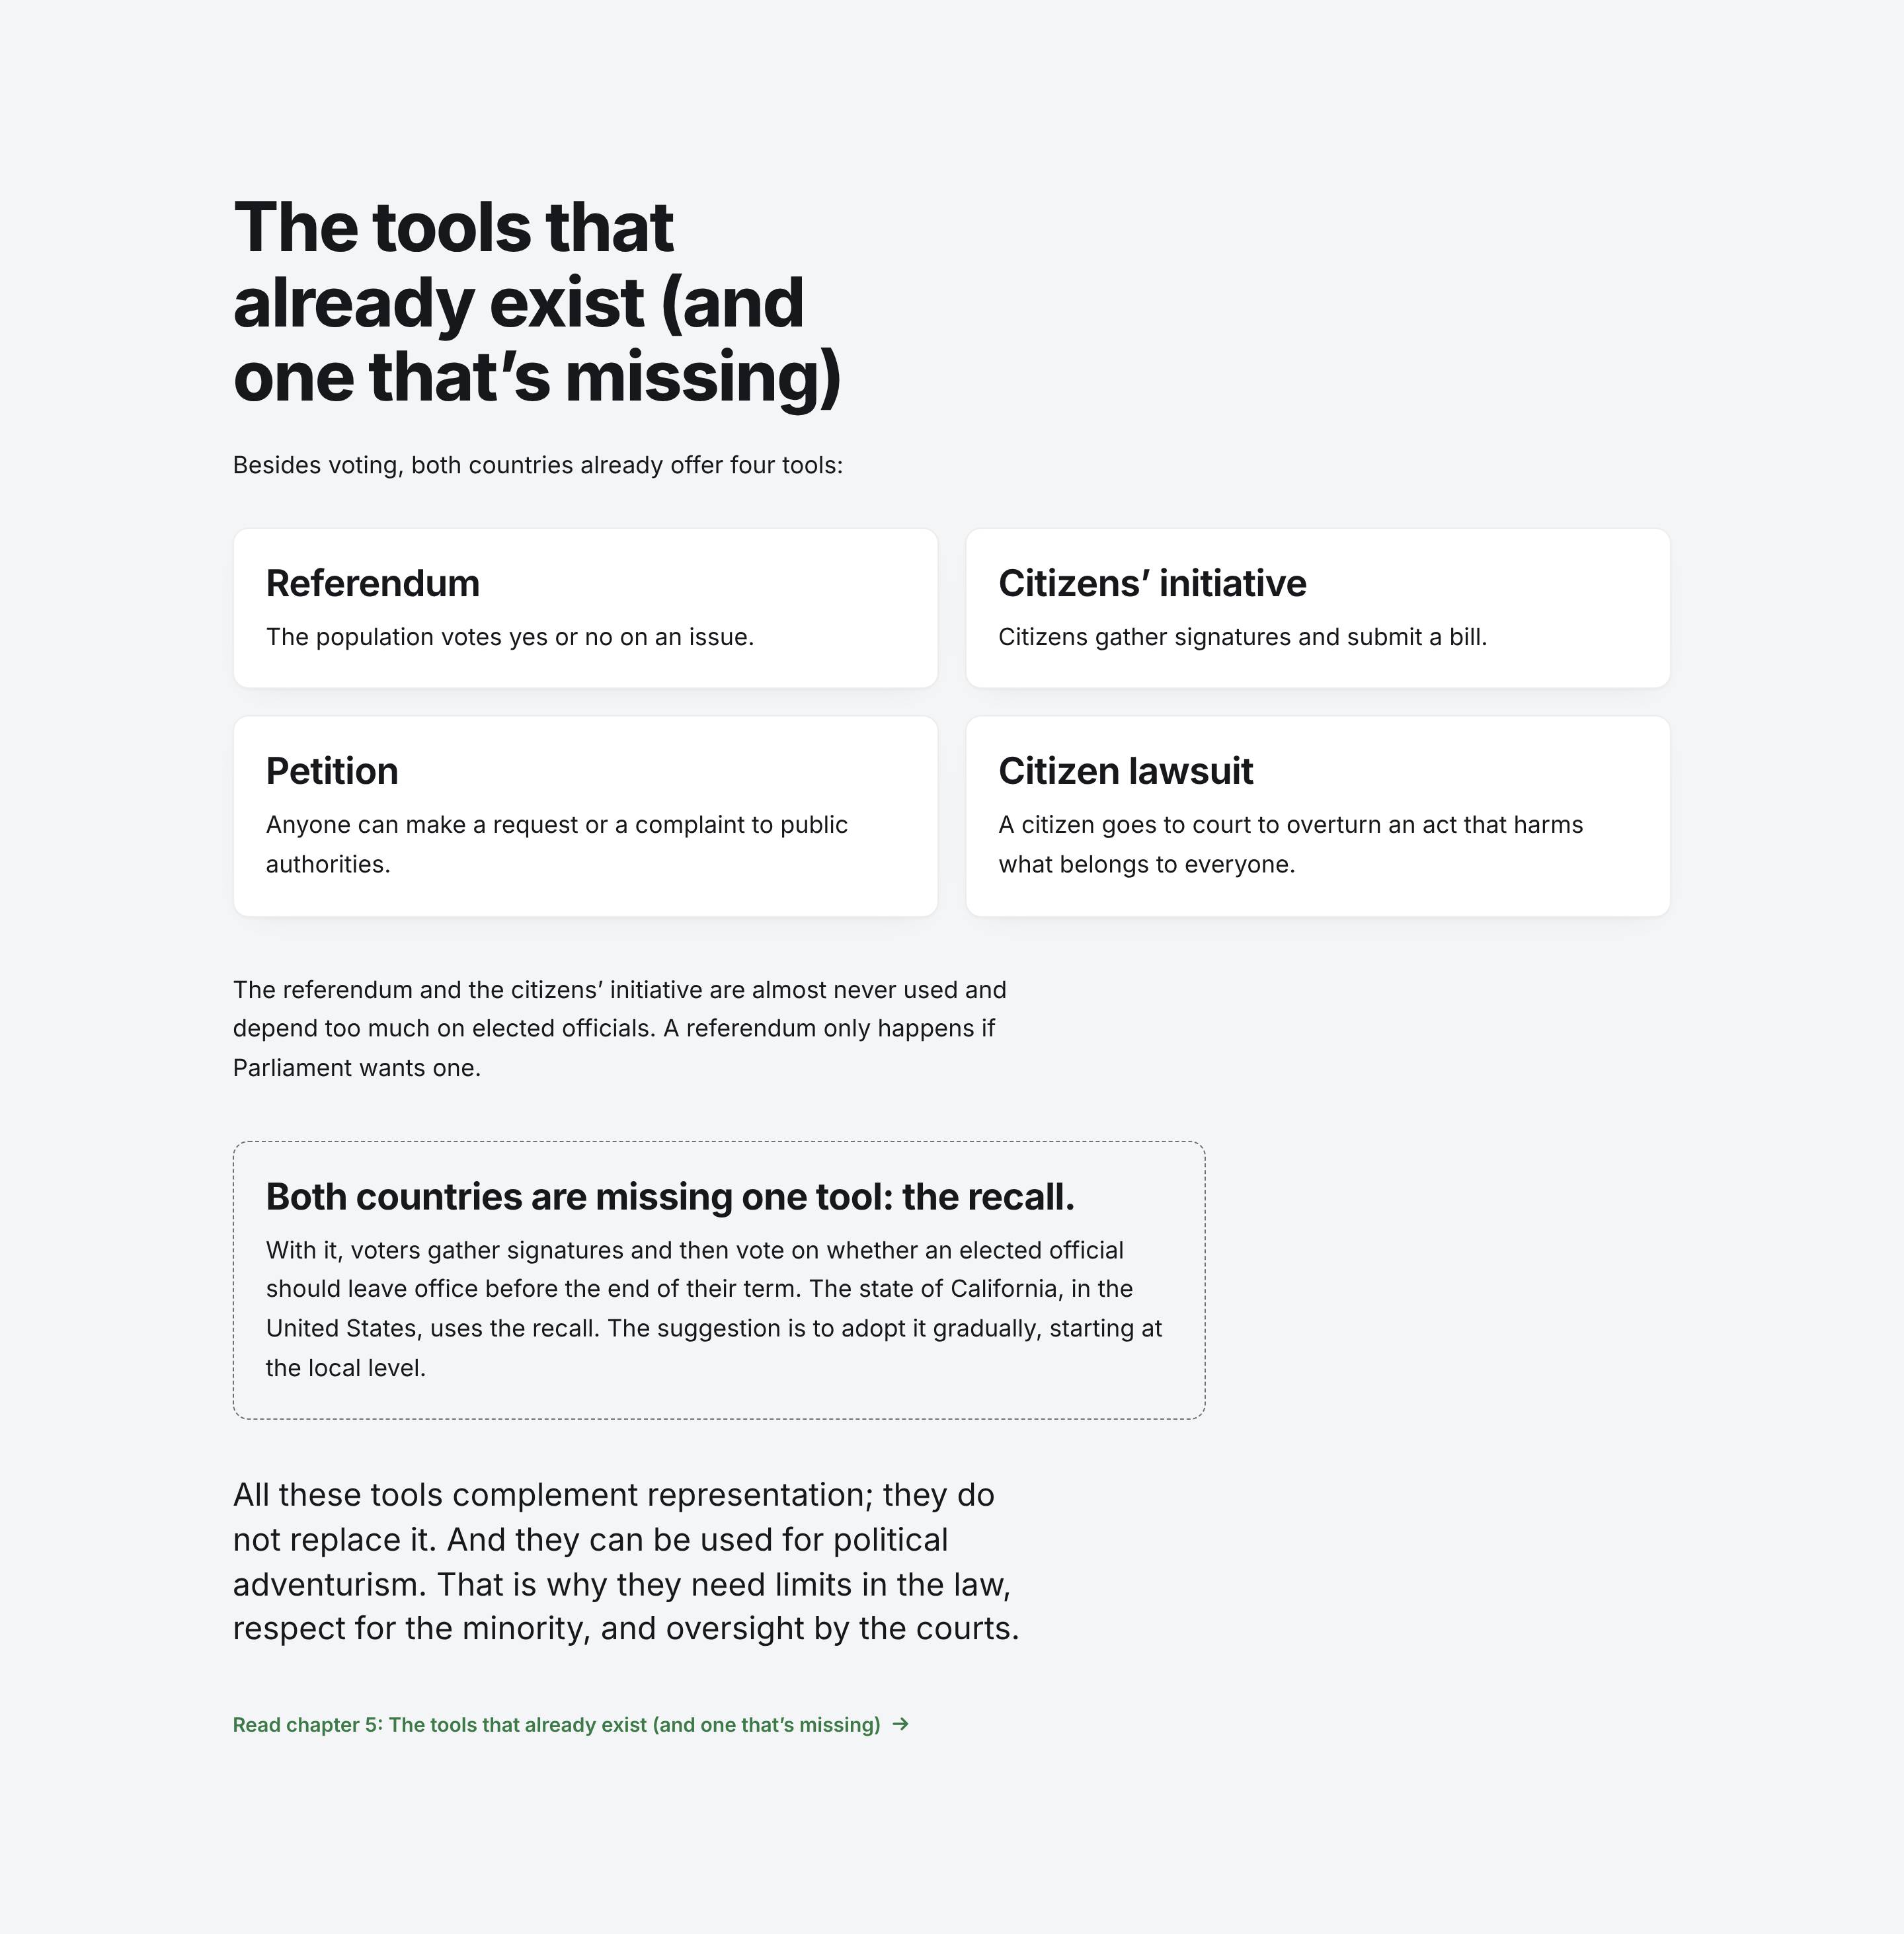 The tools that
already exist (and
one that’s missing)
Besides voting, both countries already offer four tools:
Referendum
The population votes yes or no on an issue.
Citizens’ initiative
Citizens gather signatures and submit a bill.
Petition
Anyone can make a request or a complaint to public
authorities.
Citizen lawsuit
A citizen goes to court to overturn an act that harms
what belongs to everyone.
The referendum and the citizens’ initiative are almost never used and
depend too much on elected officials. A referendum only happens if
Parliament wants one.
Both countries are missing one tool: the recall.
With it, voters gather signatures and then vote on whether an elected official
should leave office before the end of their term. The state of California, in the
United States, uses the recall. The suggestion is to adopt it gradually, starting at
the local level.
All these tools complement representation; they do
not replace it. And they can be used for political
adventurism. That is why they need limits in the law,
respect for the minority, and oversight by the courts.
Read chapter 5: The tools that already exist (and one that’s missing) →